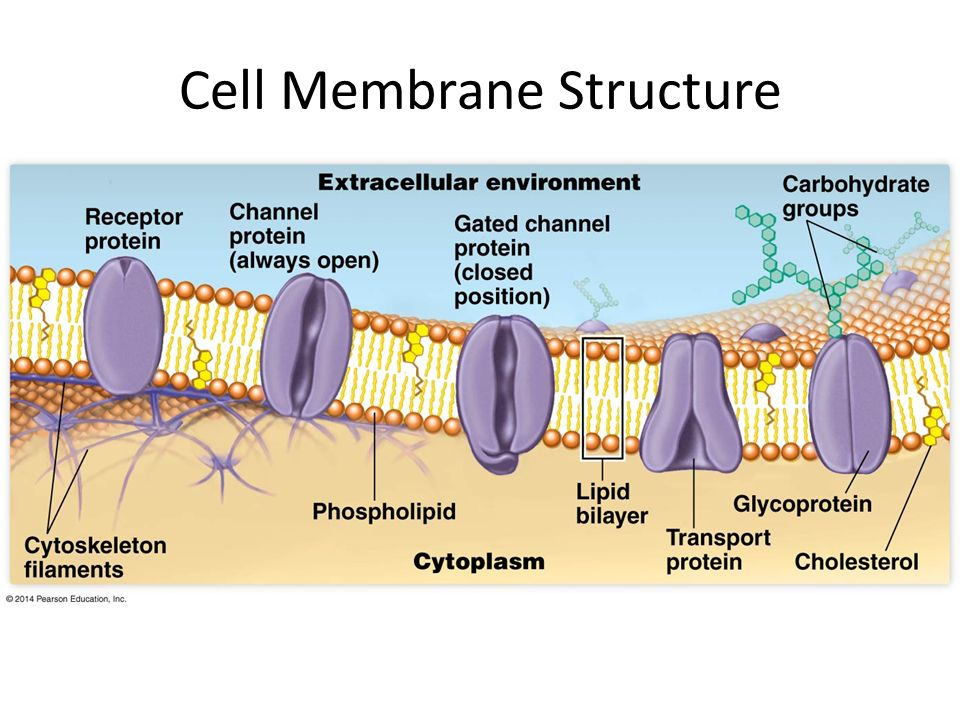 Cell Membrane Structure
Extracellular environment
Receptor
protein
Channel
protein
(always open)
Gated channel
protein
(closed
position)
Carbohydrate
groups
Cytoskeleton
filaments
Phospholipid
Cytoplasm
Lipid
bilayer
Transport
protein
Glycoprotein
Cholesterol
© 2014 Pearson Education, Inc.